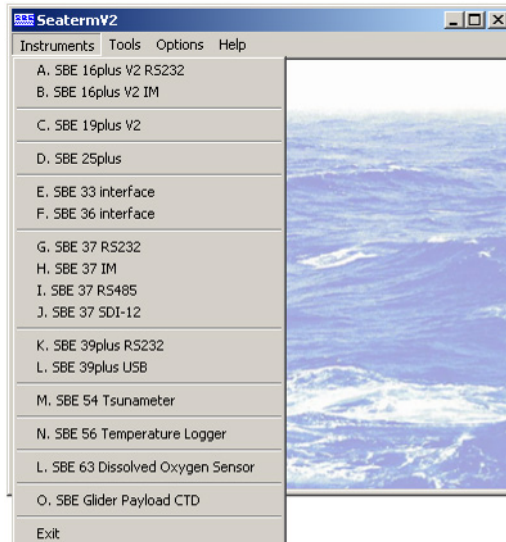 SBE SeatermV2
Instruments Tools Options Help
A. SBE 16plus V2 RS232
B. SBE 16plus V2 IM
C. SBE 19plus V2
D. SBE 25plus
E. SBE 33 interface
F. SBE 36 interface
G. SBE 37 RS232
H. SBE 37 IM
I. SBE 37 RS485
J. SBE 37 SDI-12
K. SBE 39plus RS232
L. SBE 39plus USB
M. SBE 54 Tsunameter
N. SBE 56 Temperature Logger
L. SBE 63 Dissolved Oxygen Sensor
O. SBE Glider Payload CTD
Exit